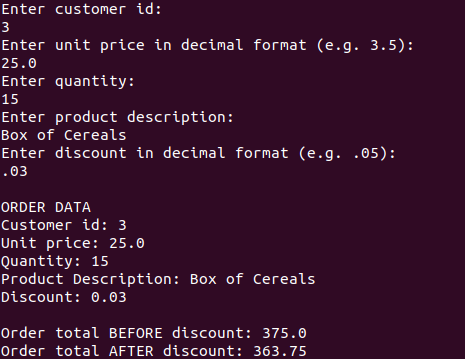 Enter customer id:
3
Enter unit price in decimal format (e.g. 3.5):
25.0
Enter quantity:
15
Enter product description:
Box of Cereals
Enter discount in decimal format (e.g. .05):
.03
ORDER DATA
Customer id: 3
Unit price: 25.0
Quantity: 15
Product Description: Box of Cereals
Discount: 0.03
Order total BEFORE discount: 375.0
Order total AFTER discount: 363.75